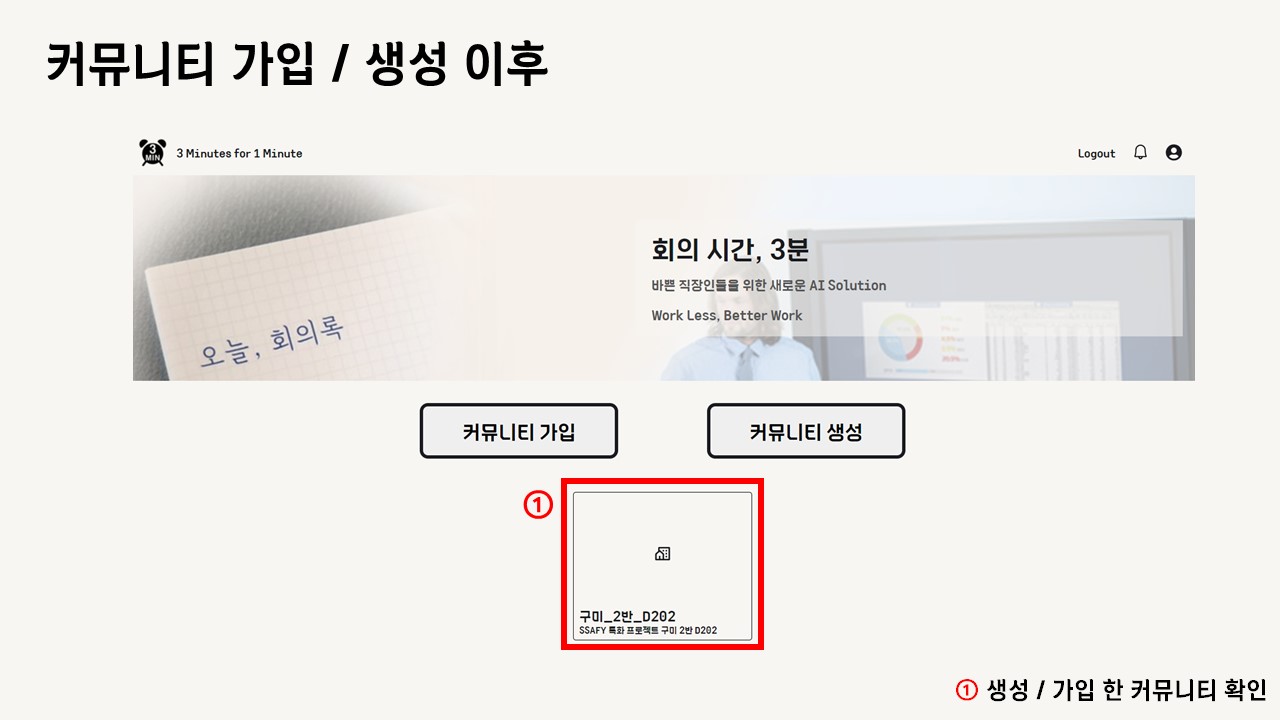 커뮤니티 가입 / 생성 이후
3 MIN
3 Minutes for 1 Minute
Logout
회의 시간, 3분
바쁜 직장인들을 위한 새로운 AI Solution
Work Less, Better Work
오늘, 회의록
커뮤니티 가입
커뮤니티 생성
①
구미_2반_D202
SSAFY 특화 프로젝트 구미 2반 D202
① 생성 / 가입 한 커뮤니티 확인